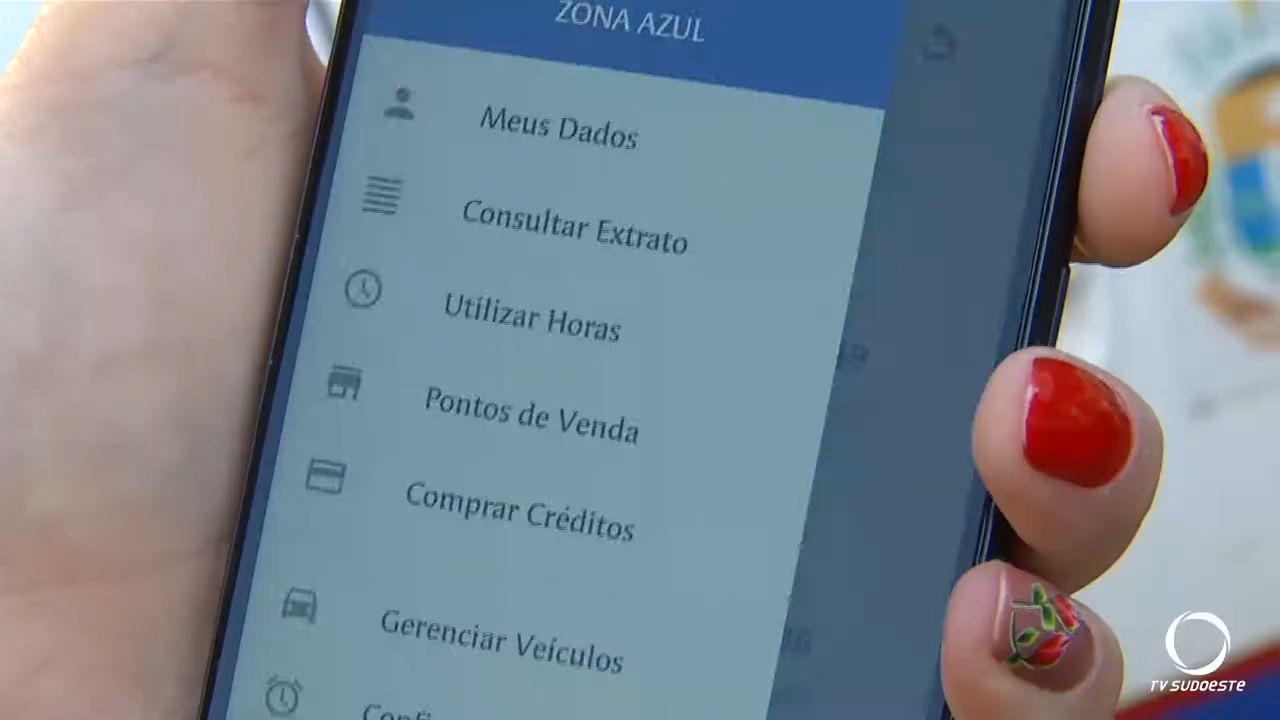 ZONA AZUL
Meus Dados
Consultar Extrato
Utilizar Horas
Pontos de Venda
Comprar Créditos
Gerenciar Veículos
TV SUDOESTE